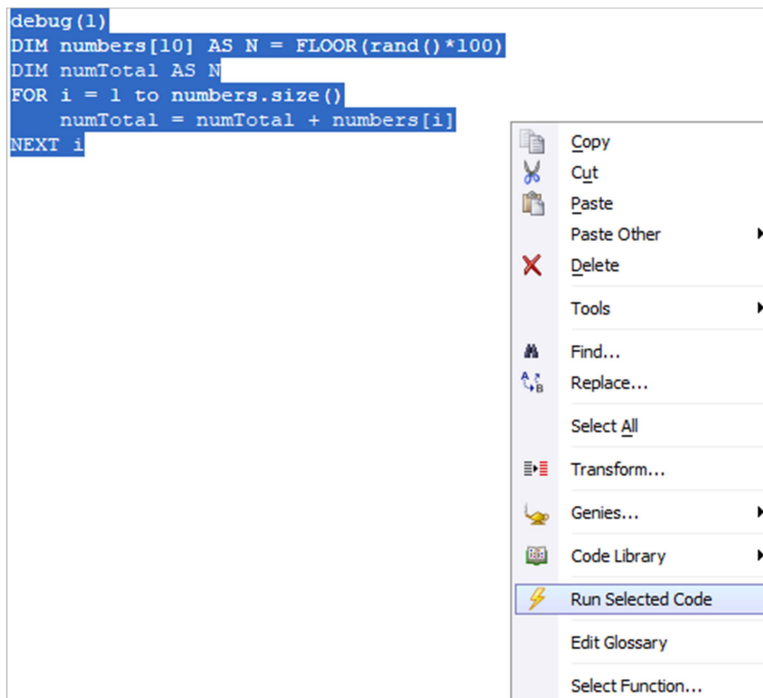 debug(1)
DIM numbers[10] AS N = FLOOR(rand()*100)
DIM numTotal AS N
FOR i = 1 to numbers.size()
    numTotal = numTotal + numbers[i]
NEXT i
Copy
Cut
Paste
Paste Other
Delete
Tools
Find...
Replace...
Select All
Transform...
Genies...
Code Library
Run Selected Code
Edit Glossary
Select Function...